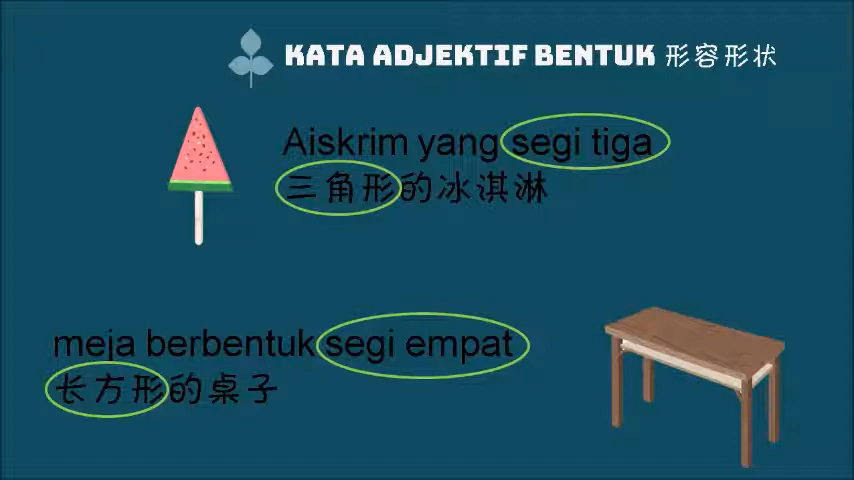 KATA ADJEKTIF BENTUK 形容形状
Aiskrim yang segi tiga
三角形的冰淇淋
meja berbentuk segi empat
长方形的桌子